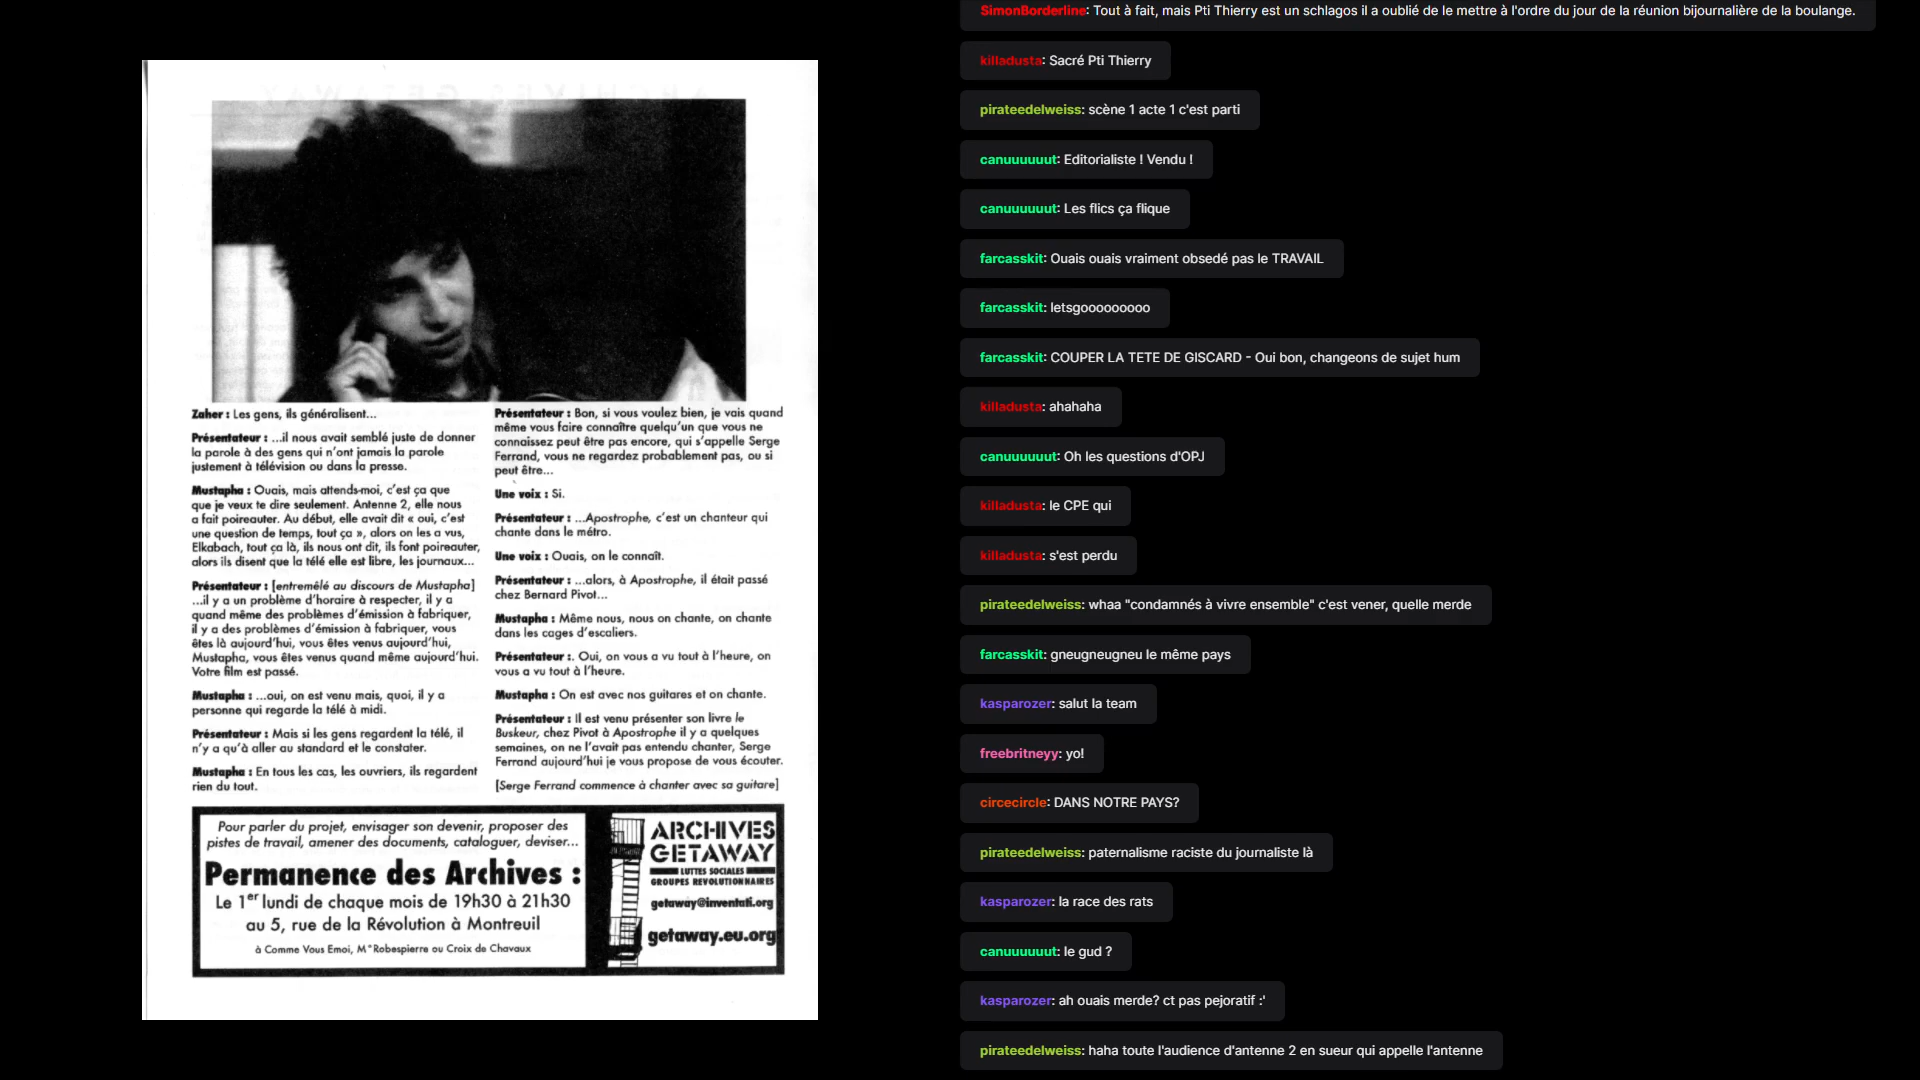 Zaher : Les gens, ils généralisent...
Présentateur : ...il nous avait semblé juste de donner
la parole à des gens qui n'ont jamais la parole
justement à télévision ou dans la presse.
Mustapha : Ouais, mais attends-moi, c'est ça que
que je veux te dire seulement. Antenne 2, elle nous
a fait poireauter. Au début, elle avait dit « oui, c'est
une question de temps, tout ça », alors on les a vus,
Elkabach, tout ça là, ils nous ont dit, ils font poireauter,
alors ils disent que la télé elle est libre, les journaux...
Présentateur : [entremêlé au discours de Mustapha]
...il y a un problème d'horaire à respecter, il y a
quand même des problèmes d'émission à fabriquer,
il y a des problèmes d'émission à fabriquer, vous
êtes là aujourd'hui, vous êtes venus aujourd'hui,
Mustapha, vous êtes venus quand même aujourd'hui.
Votre film est passé.
Mustapha : ...oui, on est venu mais, quoi, il y a
personne qui regarde la télé à midi.
Présentateur : Mais si les gens regardent la télé, il
n'y a qu'à aller au standard et le constater.
Mustapha : En tous les cas, les ouvriers, ils regardent
rien du tout.
Présentateur : Bon, si vous voulez bien, je vais quand
même vous faire connaître quelqu'un que vous ne
connaissez peut être pas encore, qui s'appelle Serge
Ferrand, vous ne regardez probablement pas, ou si
peut être...
Une voix : Si.
Présentateur : ...Apostrophe, c'est un chanteur qui
chante dans le métro.
Une voix : Ouais, on le connaît.
Présentateur : ...alors, à Apostrophe, il était passé
chez Bernard Pivot...
Mustapha : Même nous, nous on chante, on chante
dans les cages d'escaliers.
Présentateur :. Oui, on vous a vu tout à l'heure, on
vous a vu tout à l'heure.
Mustapha : On est avec nos guitares et on chante.
Présentateur : Il est venu présenter son livre le
Buskeur, chez Pivot à Apostrophe il y a quelques
semaines, on ne l'avait pas entendu chanter, Serge
Ferrand aujourd'hui je vous propose de vous écouter.
[Serge Ferrand commence à chanter avec sa guitare]
Pour parler du projet, envisager son devenir, proposer des
pistes de travail, amener des documents, cataloguer, deviser...
Permanence des Archives :
Le 1er lundi de chaque mois de 19h30 à 21h30
au 5, rue de la Révolution à Montreuil
à Comme Vous Emoi, M° Robespierre ou Croix de Chavaux
ARCHIVES
GETAWAY
LUTTES SOCIALES
GROUPES REVOLUTIONNAIRES
getaway@inventati.org
getaway.eu.org
SimonBorderline: Tout à fait, mais Pti Thierry est un schlagos il a oublié de le mettre à l'ordre du jour de la réunion bijournalière de la boulange.
killadusta: Sacré Pti Thierry
pirateedelweiss: scène 1 acte 1 c'est parti
canuuuuuut: Editorialiste ! Vendu !
canuuuuuut: Les flics ça flique
farcasskit: Ouais ouais vraiment obsedé pas le TRAVAIL
farcasskit: letsgooooooooo
farcasskit: COUPER LA TETE DE GISCARD - Oui bon, changeons de sujet hum
killadusta: ahahaha
canuuuuuut: Oh les questions d'OPJ
killadusta: le CPE qui
killadusta: s'est perdu
pirateedelweiss: whaa "condamnés à vivre ensemble" c'est vener, quelle merde
farcasskit: gneugneugneu le même pays
kasparozer: salut la team
freebritneyy: yo!
circecircle: DANS NOTRE PAYS?
pirateedelweiss: paternalisme raciste du journaliste là
kasparozer: la race des rats
canuuuuuut: le gud ?
kasparozer: ah ouais merde? ct pas pejoratif :'
pirateedelweiss: haha toute l'audience d'antenne 2 en sueur qui appelle l'antenne